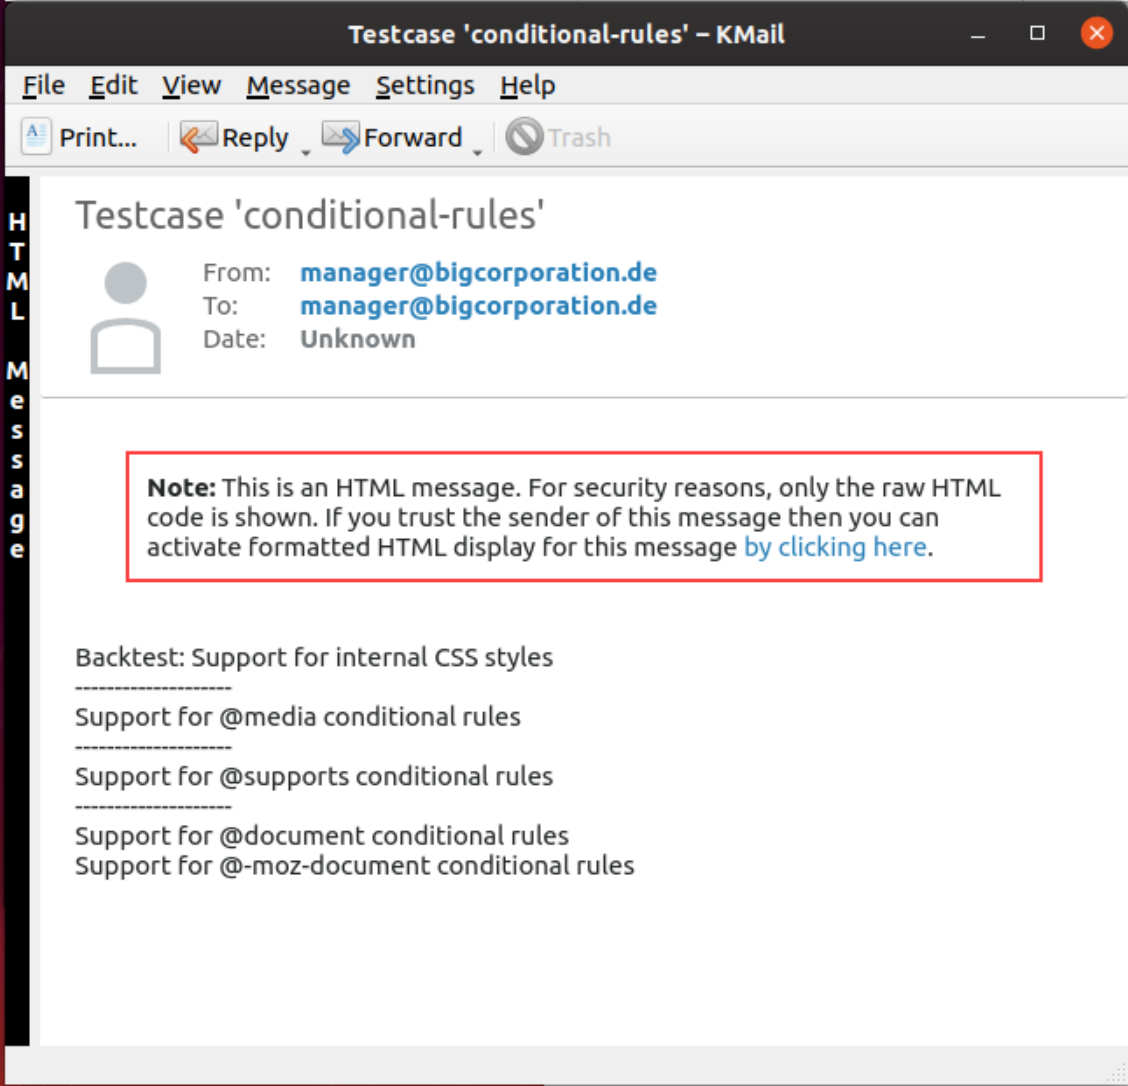 Testcase 'conditional-rules' – KMail
File Edit View Message Settings Help
Print... Reply Forward Trash
HTML Message
Testcase 'conditional-rules'
From: manager@bigcorporation.de
To: manager@bigcorporation.de
Date: Unknown
Note: This is an HTML message. For security reasons, only the raw HTML
code is shown. If you trust the sender of this message then you can
activate formatted HTML display for this message by clicking here.
Backtest: Support for internal CSS styles
--------------------
Support for @media conditional rules
--------------------
Support for @supports conditional rules
--------------------
Support for @document conditional rules
Support for @-moz-document conditional rules